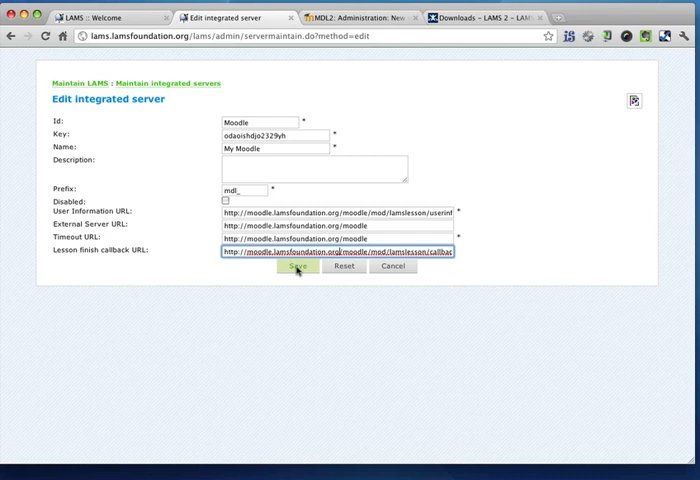 LAMS :: Welcome
Edit integrated server
MDL2: Administration: New
Downloads – LAMS 2 – LAM
lams.lamsfoundation.org/lams/admin/servermaintain.do?method=edit
Maintain LAMS : Maintain integrated servers
Edit integrated server
Id: Moodle *
Key: odaoishdjo2329yh *
Name: My Moodle *
Description:
Prefix: mdl_ *
Disabled:
User Information URL: http://moodle.lamsfoundation.org/moodle/mod/lamslesson/userinf *
External Server URL: http://moodle.lamsfoundation.org/moodle
Timeout URL: http://moodle.lamsfoundation.org/moodle *
Lesson finish callback URL: http://moodle.lamsfoundation.org/moodle/mod/lamslesson/callbac
Save Reset Cancel